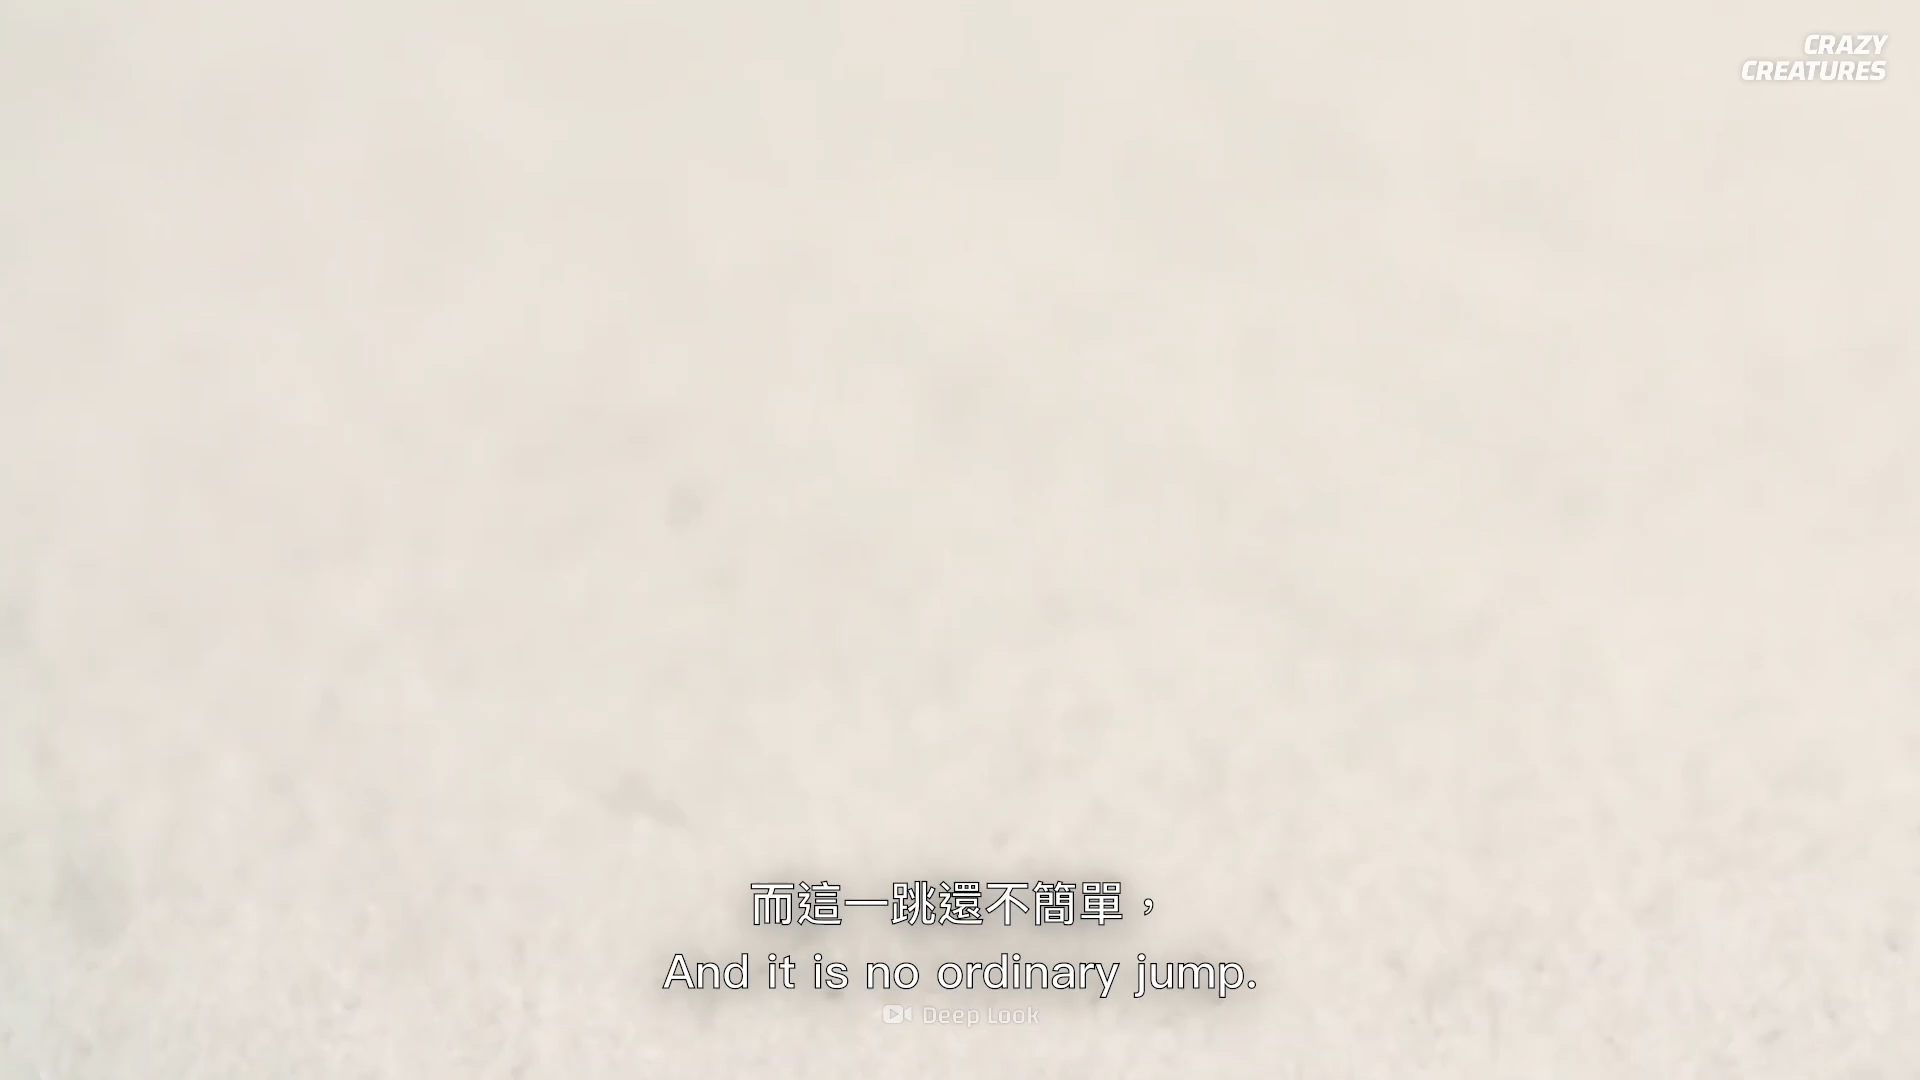 CRAZY
CREATURES
而這一跳還不簡單，
And it is no ordinary jump.
Deep Look